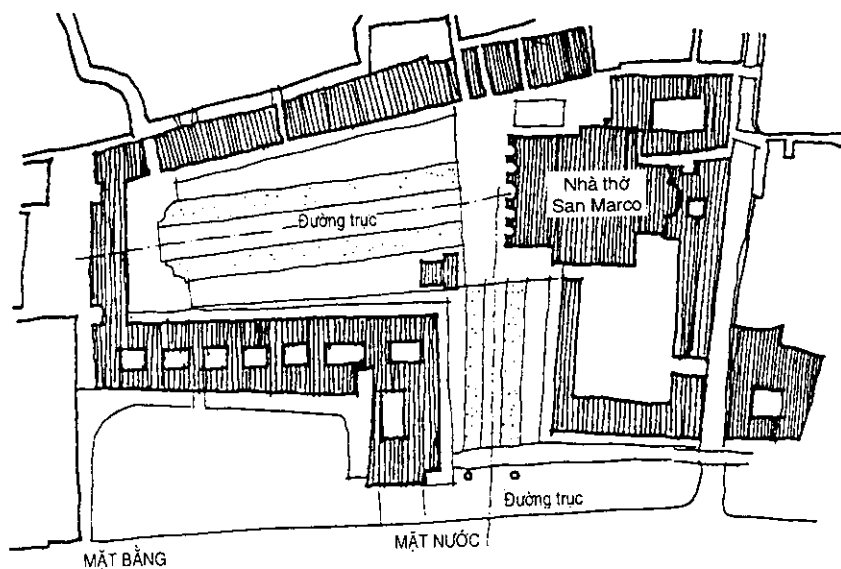 Nhà thờ
San Marco
Đường trục
Đường trục
MẶT NƯỚC
MẶT BẰNG